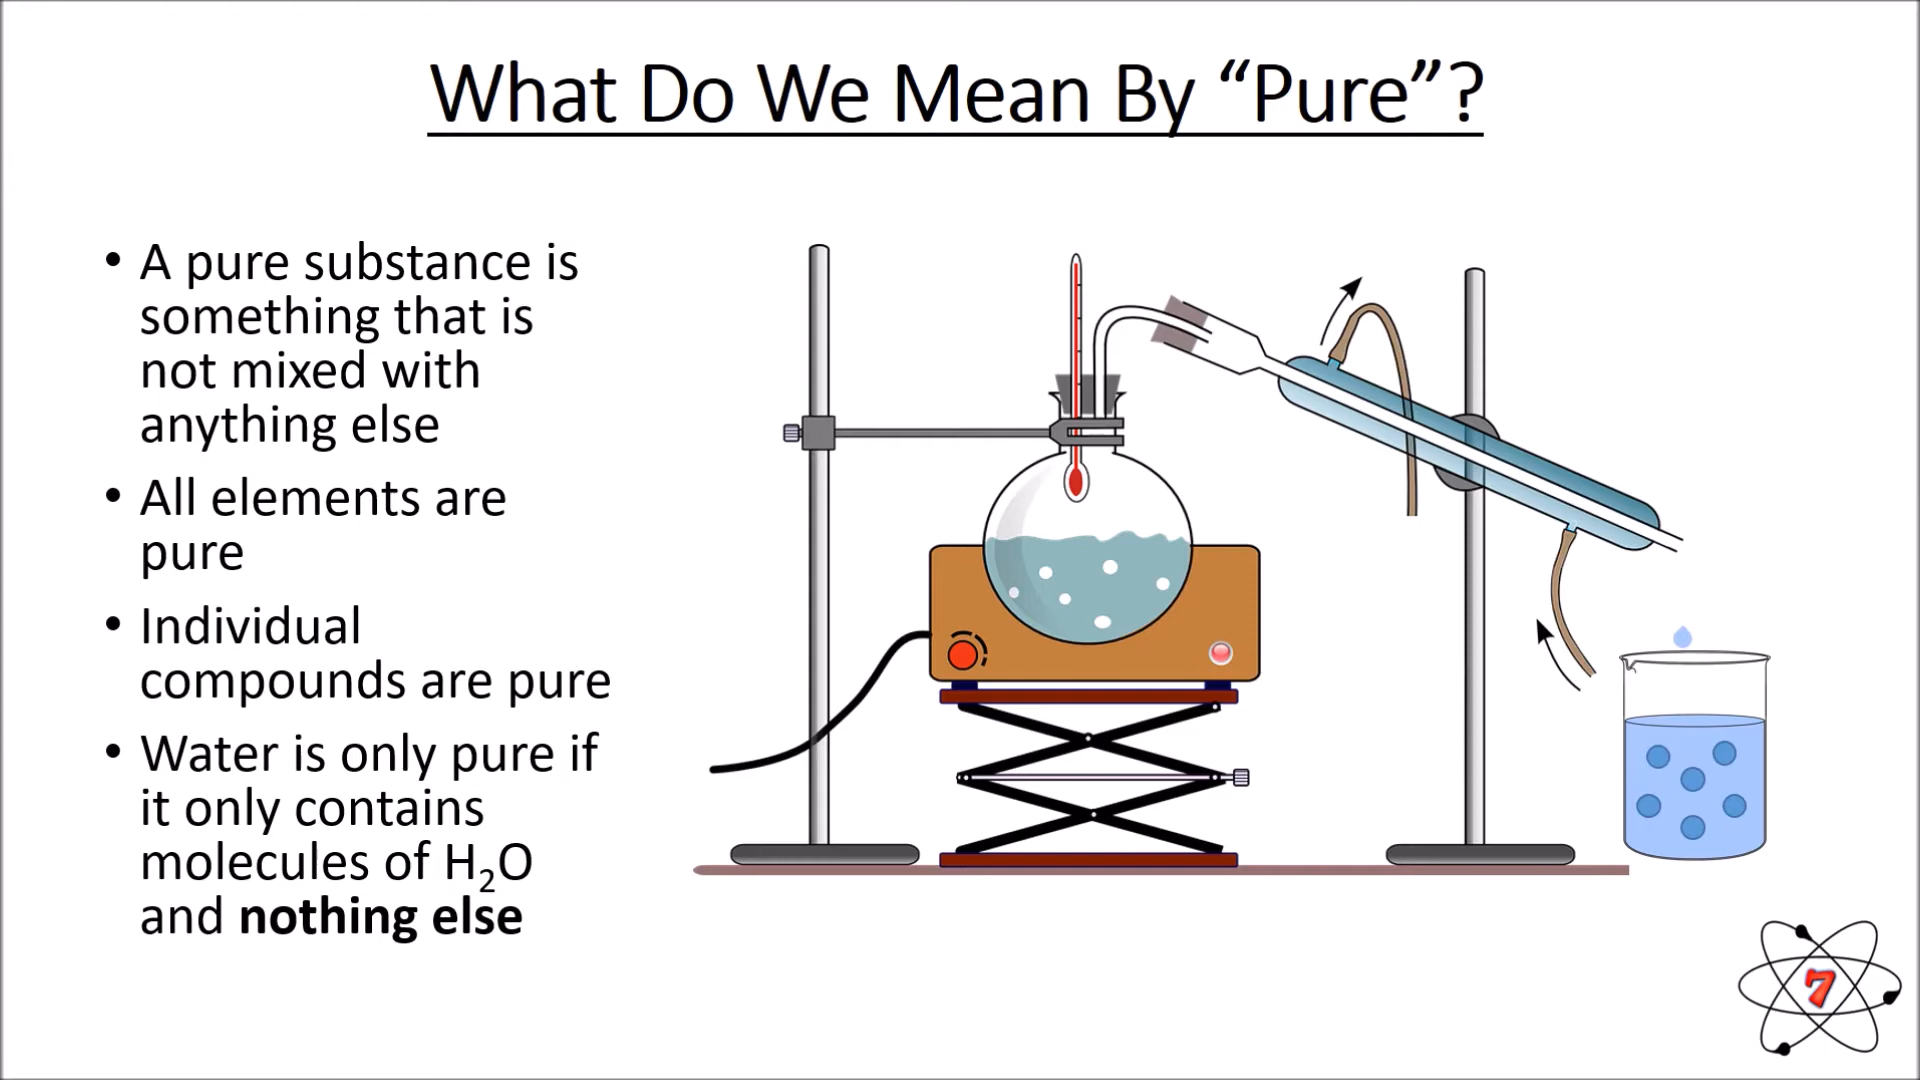 What Do We Mean By “Pure”?
• A pure substance is
something that is
not mixed with
anything else
• All elements are
pure
• Individual
compounds are pure
• Water is only pure if
it only contains
molecules of H₂O
and nothing else
7